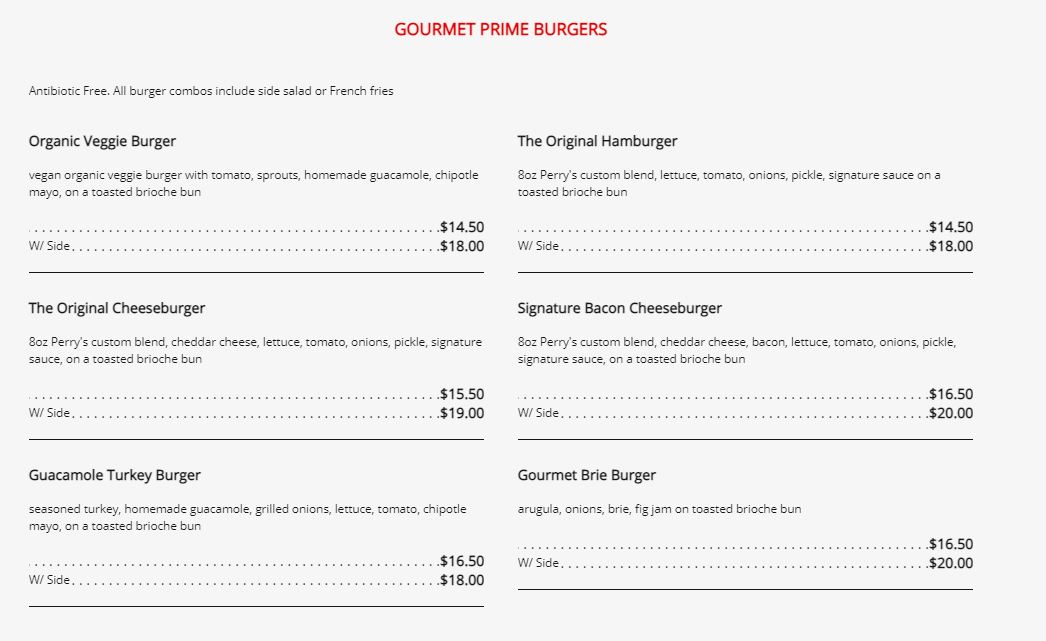 GOURMET PRIME BURGERS
Antibiotic Free. All burger combos include side salad or French fries
Organic Veggie Burger
vegan organic veggie burger with tomato, sprouts, homemade guacamole, chipotle
mayo, on a toasted brioche bun
. . . . . . . . . . . . . . . . . . . . $14.50
W/ Side. . . . . . . . . . . . . . . . . . . . $18.00
The Original Hamburger
8oz Perry's custom blend, lettuce, tomato, onions, pickle, signature sauce on a
toasted brioche bun
. . . . . . . . . . . . . . . . . . . . $14.50
W/ Side. . . . . . . . . . . . . . . . . . . . $18.00
The Original Cheeseburger
8oz Perry's custom blend, cheddar cheese, lettuce, tomato, onions, pickle, signature
sauce, on a toasted brioche bun
. . . . . . . . . . . . . . . . . . . . $15.50
W/ Side. . . . . . . . . . . . . . . . . . . . $19.00
Signature Bacon Cheeseburger
8oz Perry's custom blend, cheddar cheese, bacon, lettuce, tomato, onions, pickle,
signature sauce, on a toasted brioche bun
. . . . . . . . . . . . . . . . . . . . $16.50
W/ Side. . . . . . . . . . . . . . . . . . . . $20.00
Guacamole Turkey Burger
seasoned turkey, homemade guacamole, grilled onions, lettuce, tomato, chipotle
mayo, on a toasted brioche bun
. . . . . . . . . . . . . . . . . . . . $16.50
W/ Side. . . . . . . . . . . . . . . . . . . . $18.00
Gourmet Brie Burger
arugula, onions, brie, fig jam on toasted brioche bun
. . . . . . . . . . . . . . . . . . . . $16.50
W/ Side. . . . . . . . . . . . . . . . . . . . $20.00